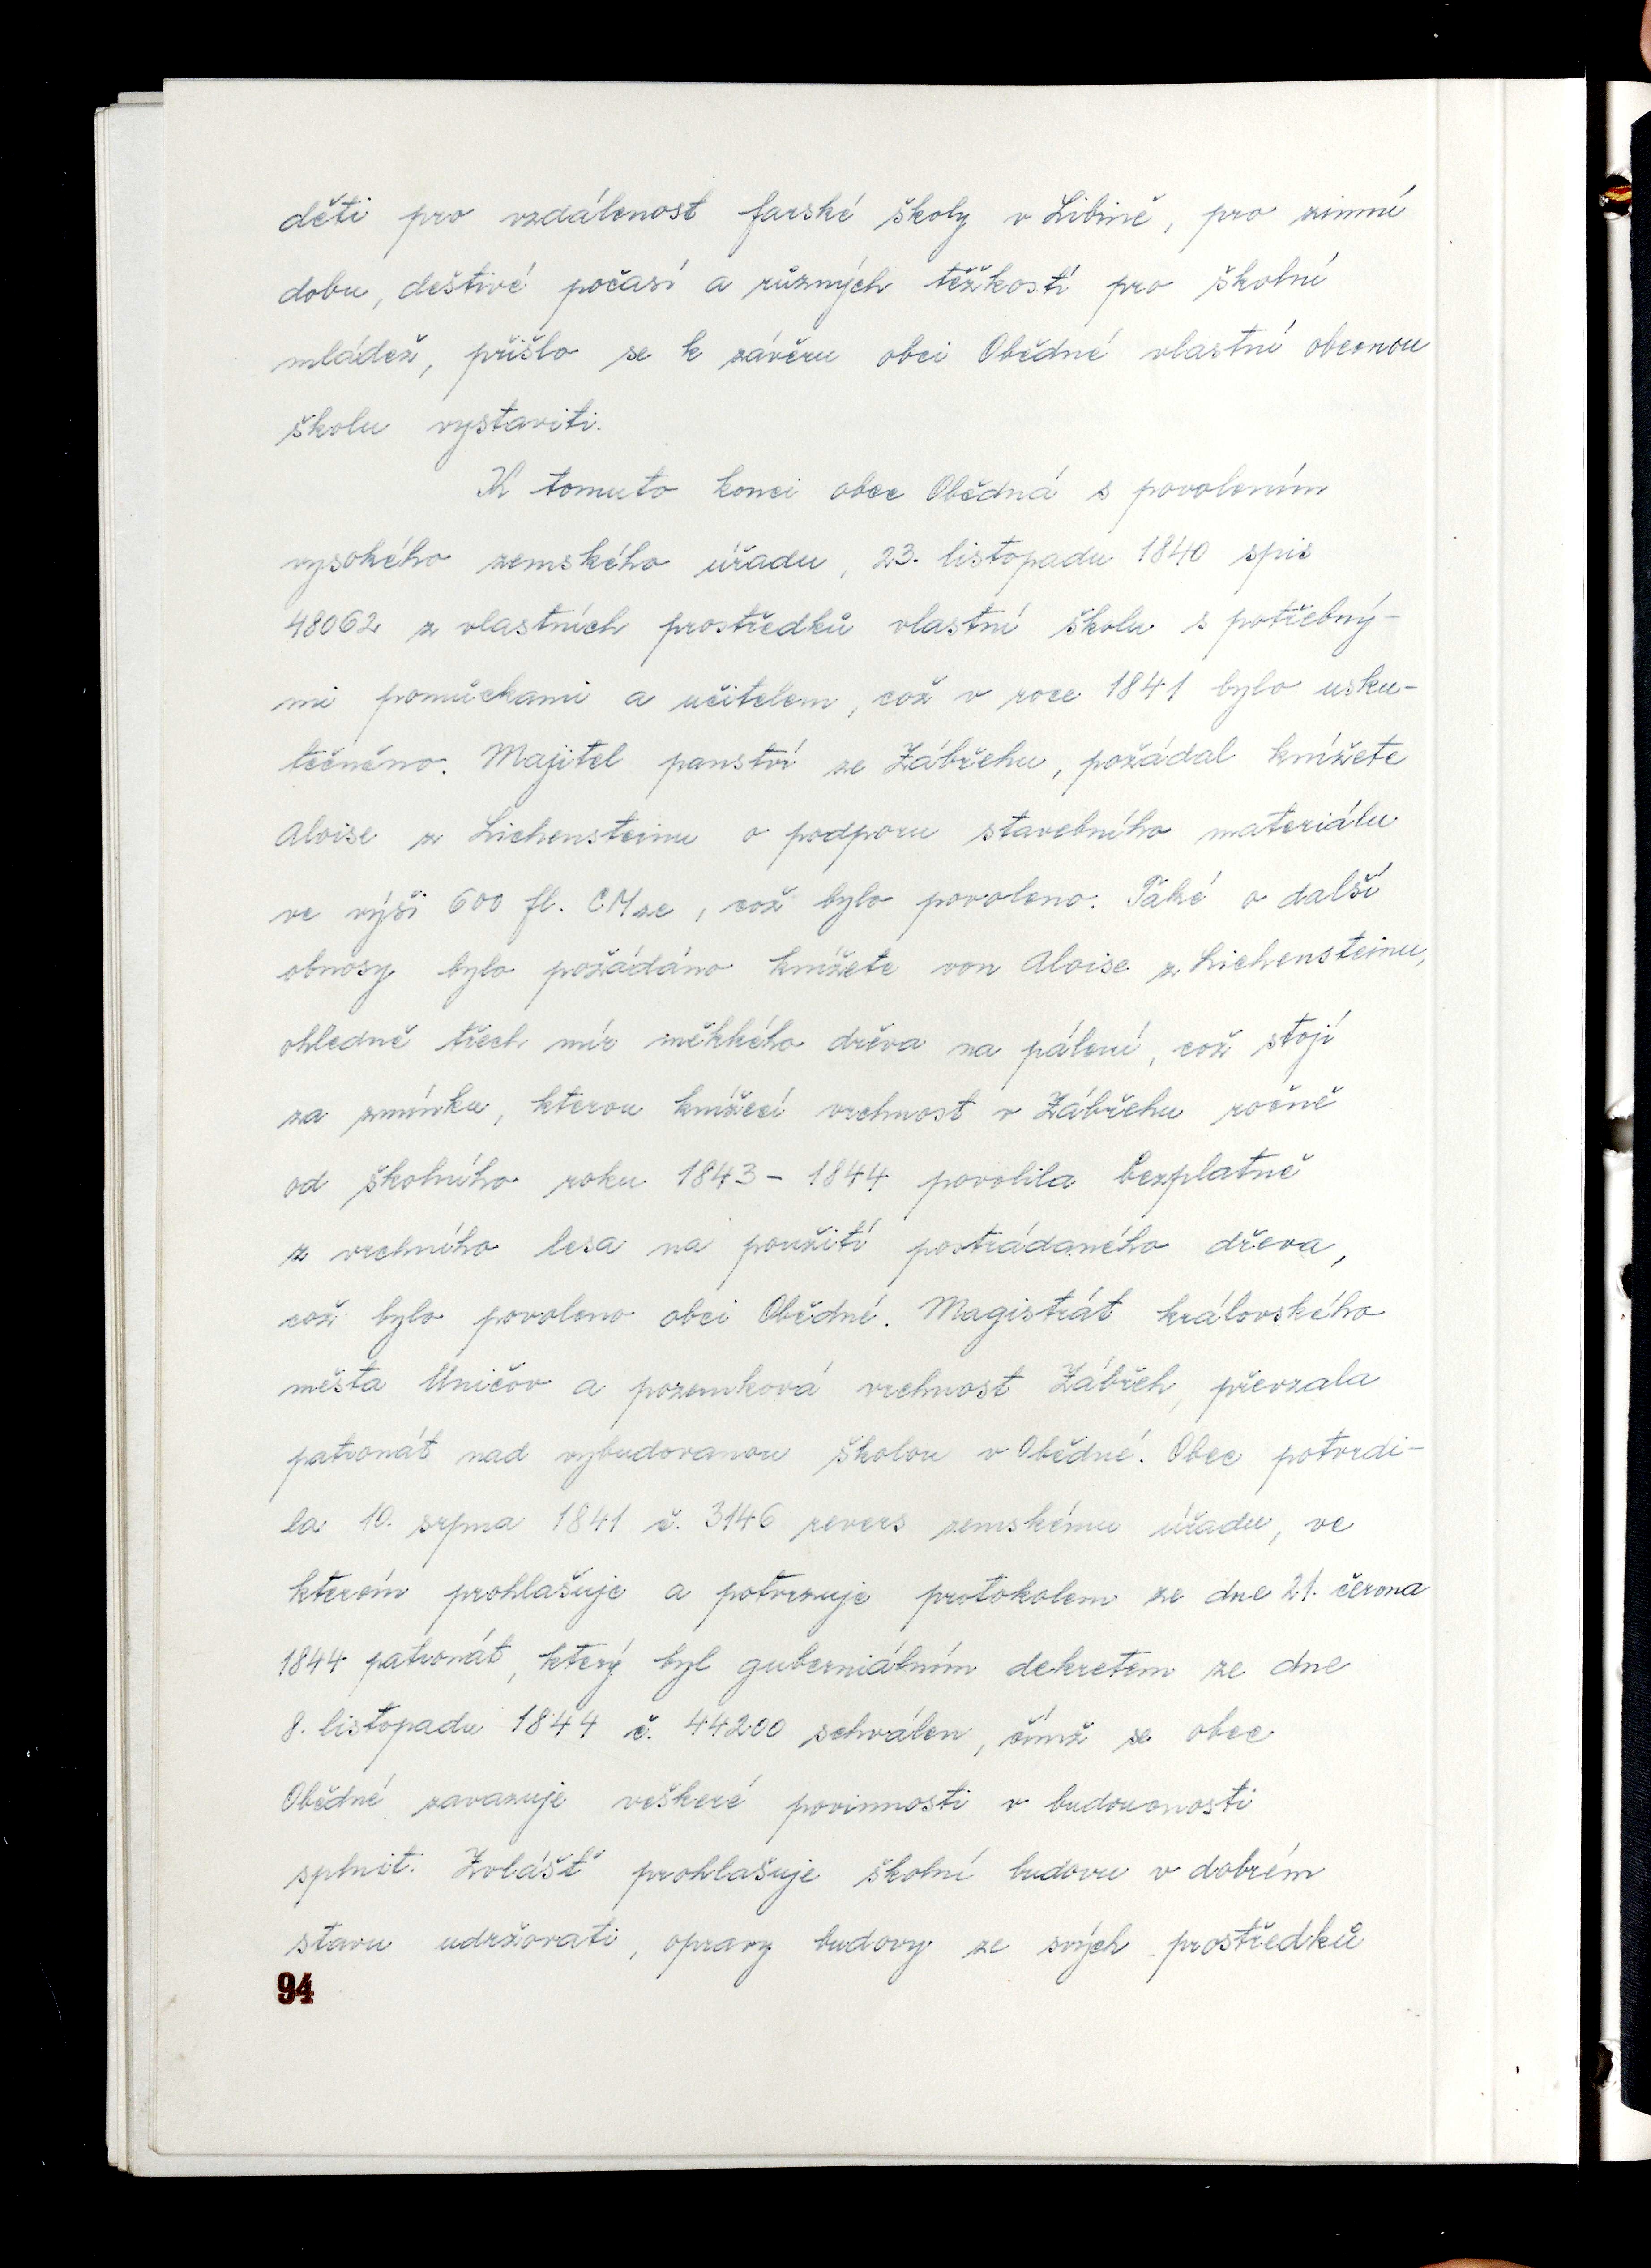 děti pro vzdálenost farské školy v Libině, pro zimní
dobu, deštivé počasí a různých těžkostí pro školní
mládež, přišlo se k závěru obci Obědné vlastní obecnou
školu vystaviti.
K tomuto konci obec Obědná s povolením
vysokého zemského úřadu, 23. listopadu 1840 spis
48062 z vlastních prostředků vlastní školu s potřebný-
mi pomůckami a učitelem, což v roce 1841 bylo usku-
tečněno. Majitel panství ze Zábřehu, požádal knížete
Aloise z Lichensteinu o podporu stavebního materiálu
ve výši 600 fl. CMze, což bylo povoleno. Také o další
obnosy bylo požádáno knížete von Aloise z Lichensteinu,
ohledně třech mír měkkého dřeva na pálení, což stojí
za zmínku, kterou knížecí vrchnost v Zábřehu ročně
od školního roku 1843-1844 povolila bezplatně
z vrchního lesa na použití postrádaného dřeva,
což bylo povoleno obci Obědné. Magistrát královského
města Uničov a pozemková vrchnost Zábřeh, převzala
patronát nad vybudovanou školou v Obědné. Obec potvrdi-
la 10. srpna 1841 č. 3146 revers zemskému úřadu, ve
kterém prohlašuje a potvrzuje protokolem ze dne 21. června
1844 patronát, který byl guberniálním dekretem ze dne
8. listopadu 1844 č. 44200 schválen, čímž se obec
Obědné zavazuje veškeré povinnosti v budoucnosti
splnit. Zvlášť prohlašuje školní budovu v dobrém
stavu udržovati, opravy budovy ze svých prostředků
94